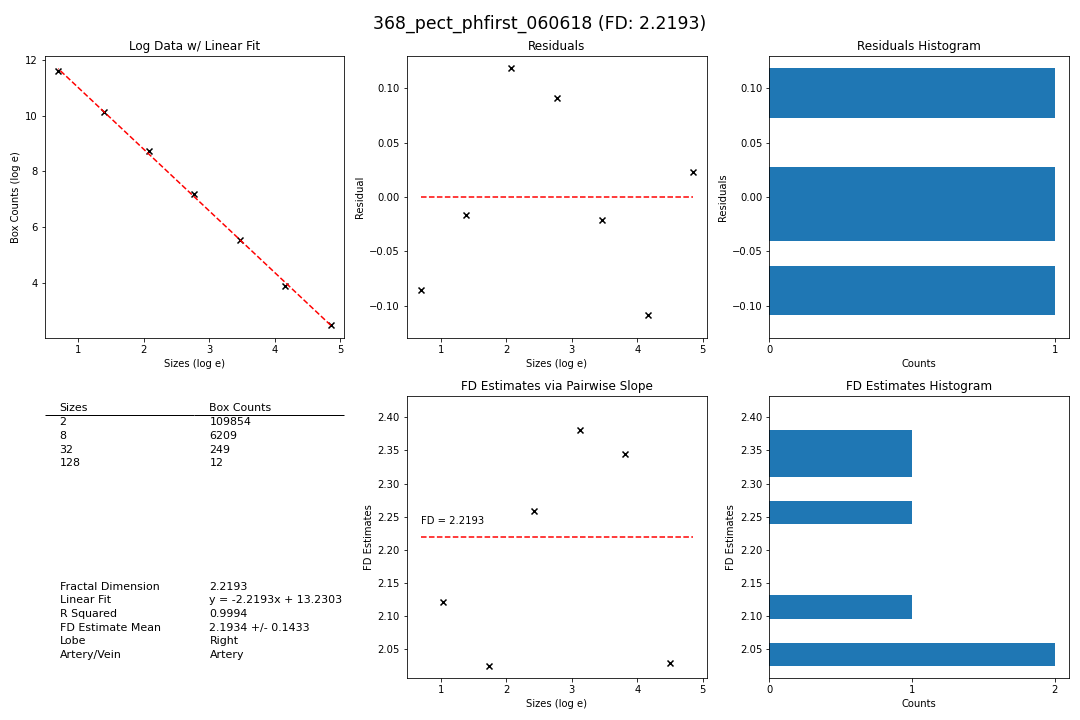 368_pect_phfirst_060618 (FD: 2.2193)
Log Data w/ Linear Fit
12
10
8
6
4
Box Counts (log e)
1 2 3 4 5
Sizes (log e)
Residuals
0.10
0.05
0.00
−0.05
−0.10
Residual
1 2 3 4 5
Sizes (log e)
Residuals Histogram
0.10
0.05
0.00
−0.05
−0.10
Residuals
0 1
Counts
Sizes Box Counts
2 109854
8 6209
32 249
128 12
Fractal Dimension 2.2193
Linear Fit y = -2.2193x + 13.2303
R Squared 0.9994
FD Estimate Mean 2.1934 +/- 0.1433
Lobe Right
Artery/Vein Artery
FD Estimates via Pairwise Slope
2.40
2.35
2.30
2.25
2.20
2.15
2.10
2.05
FD Estimates
FD = 2.2193
1 2 3 4 5
Sizes (log e)
FD Estimates Histogram
2.40
2.35
2.30
2.25
2.20
2.15
2.10
2.05
FD Estimates
0 1 2
Counts